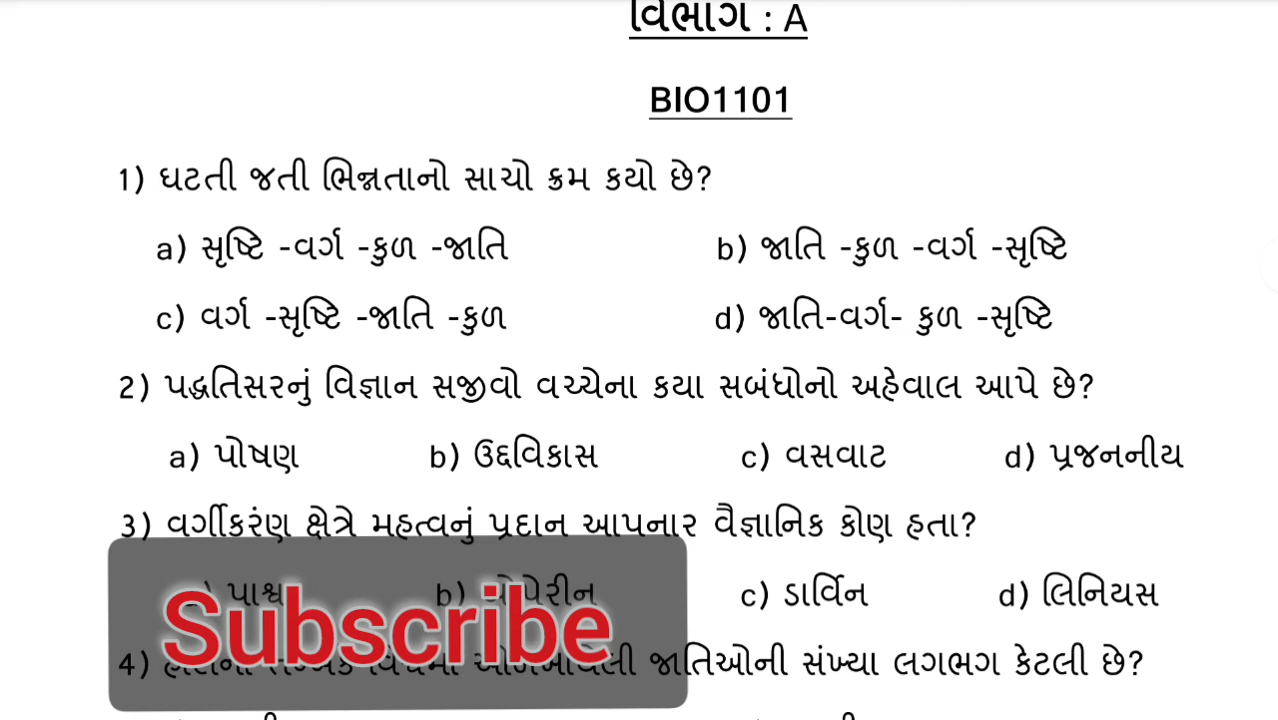 વિભાગ : A
BIO1101
1) ઘટતી જતી ભિન્નતાનો સાચો ક્રમ કયો છે?
a) સૃષ્ટિ -વર્ગ -કુળ -જાતિ b) જાતિ -કુળ -વર્ગ -સૃષ્ટિ
c) વર્ગ -સૃષ્ટિ -જાતિ -કુળ d) જાતિ-વર્ગ- કુળ -સૃષ્ટિ
2) પદ્ધતિસરનું વિજ્ઞાન સજીવો વચ્ચેના કયા સબંધોનો અહેવાલ આપે છે?
a) પોષણ b) ઉદ્દવિકાસ c) વસવાટ d) પ્રજનનીય
3) વર્ગીકરંણ ક્ષેત્રે મહત્વનું પ્રદાન આપનાર વૈજ્ઞાનિક કોણ હતા?
b) c) ડાર્વિન d) લિનિયસ
Subscribe
4) જાતિઓની સંખ્યા લગભગ કેટલી છે?